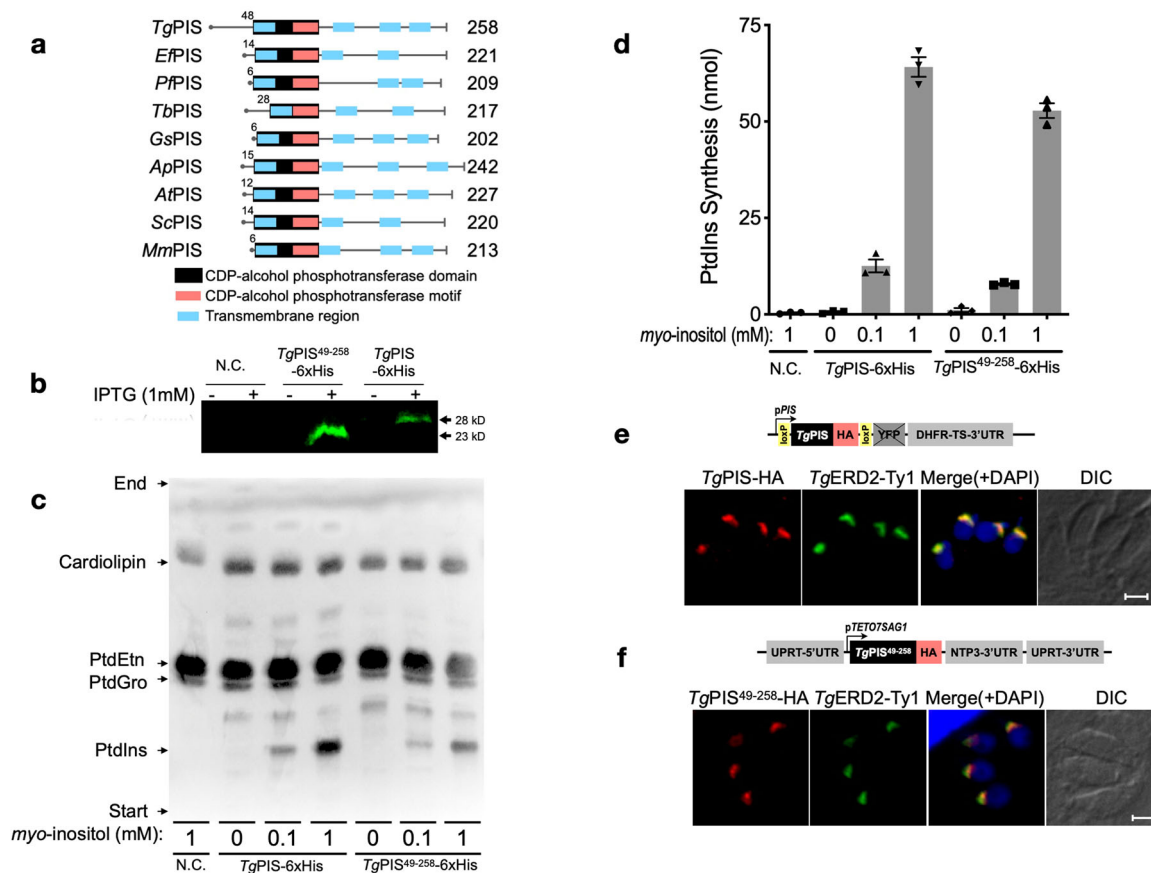 a
48
TgPIS 258
14
EfPIS 221
6
PfPIS 209
28
TbPIS 217
6
GsPIS 202
15
ApPIS 242
12
AtPIS 227
14
ScPIS 220
6
MmPIS 213
CDP-alcohol phosphotransferase domain
CDP-alcohol phosphotransferase motif
Transmembrane region
b
N.C. TgPIS49-258 -6xHis TgPIS -6xHis
IPTG (1mM) - + - + - +
28 kD
23 kD
c
End
Cardiolipin
PtdEtn
PtdGro
PtdIns
Start
myo-inositol (mM): 1 0 0.1 1 0 0.1 1
N.C. TgPIS-6xHis TgPIS49-258-6xHis
d
PtdIns Synthesis (nmol)
75
50
25
0
myo-inositol (mM): 1 0 0.1 1 0 0.1 1
N.C. TgPIS-6xHis TgPIS49-258-6xHis
e
pPIS
loxP TgPIS HA loxP YFP DHFR-TS-3'UTR
TgPIS-HA TgERD2-Ty1 Merge(+DAPI) DIC
f
pTETO7SAG1
UPRT-5'UTR TgPIS49-258 HA NTP3-3'UTR UPRT-3'UTR
TgPIS49-258-HA TgERD2-Ty1 Merge(+DAPI) DIC